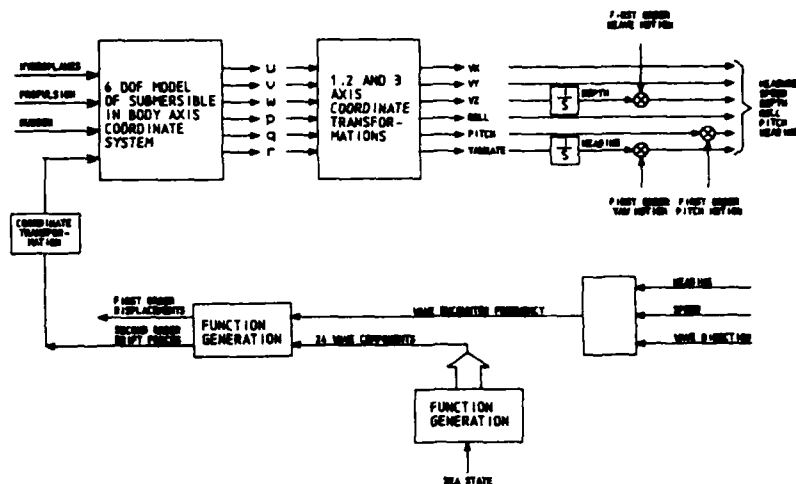 FIRST ORDER
HEAVE MOTION
HYDROPLANES
PROPULSION
RUDDER
6 DOF MODEL
OF SUBMERSIBLE
IN BODY AXIS
COORDINATE
SYSTEM
u
v
w
p
q
r
1, 2 AND 3
AXIS
COORDINATE
TRANSFOR-
MATIONS
VX
VY
VZ
ROLL
PITCH
YAWRATE
1/S
DEPTH
1/S
HEADING
SPEED
DEPTH
ROLL
PITCH
HEADING
FIRST ORDER
YAW MOTION
FIRST ORDER
PITCH MOTION
COORDINATE
TRANSFOR-
MATION
FIRST ORDER
DISPLACEMENTS
SECOND ORDER
DRIFT FORCES
FUNCTION
GENERATION
WAVE ENCOUNTER FREQUENCY
24 WAVE COMPONENTS
HEADING
SPEED
WAVE DIRECTION
FUNCTION
GENERATION
SEA STATE